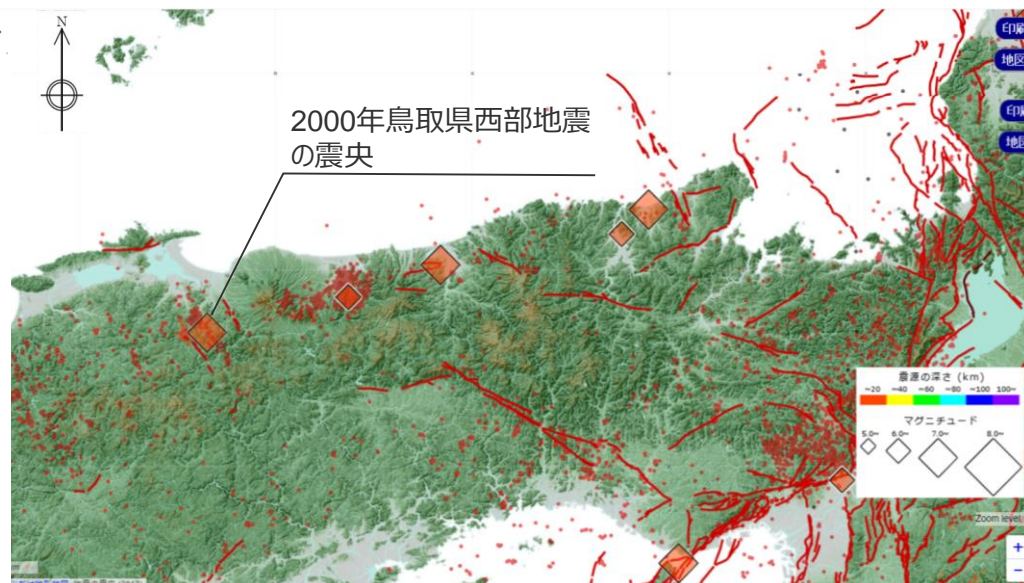 N
2000年鳥取県西部地震
の震央
印刷
地図
印刷
地図
震源の深さ (km)
~20 ~40 ~60 ~80 ~100 100~
マグニチュード
5.0~ 6.0~ 7.0~ 8.0~
Zoom level
+
−